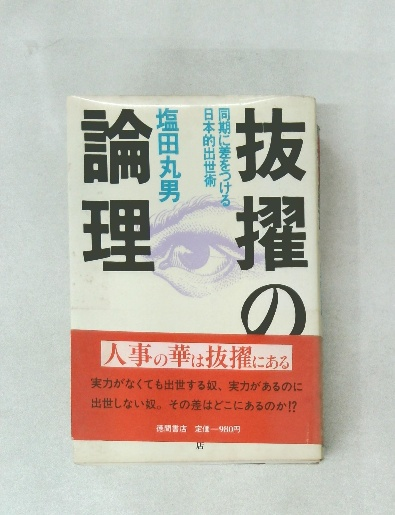 抜擢の
論理
同期に差をつける
日本的出世術
塩田丸男
人事の華は抜擢にある
実力がなくても出世する奴、実力があるのに
出世しない奴。その差はどこにあるのか!?
徳間書店 定価―980円
店